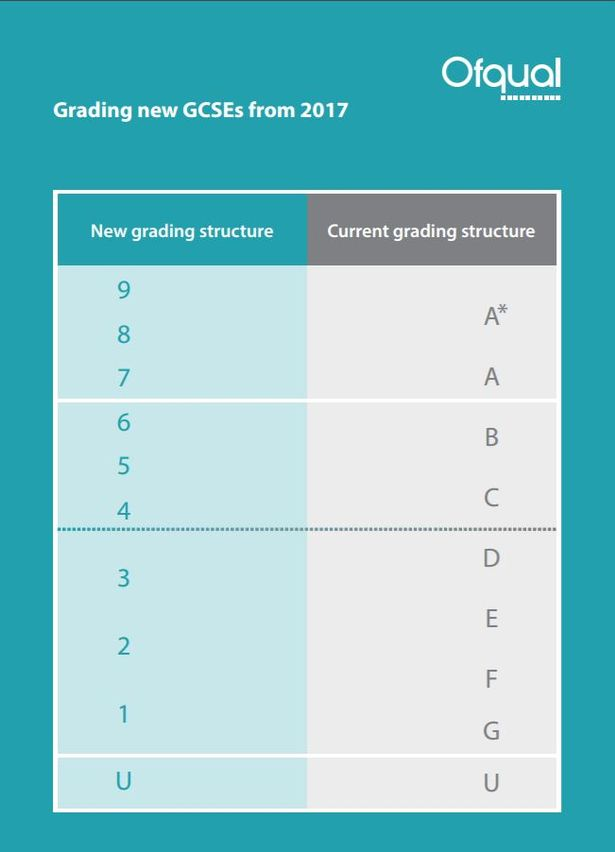 Ofqual
Grading new GCSEs from 2017
New grading structure Current grading structure
9
A*
8
7 A
6
B
5
C
4
D
3
E
2
F
1
G
U U